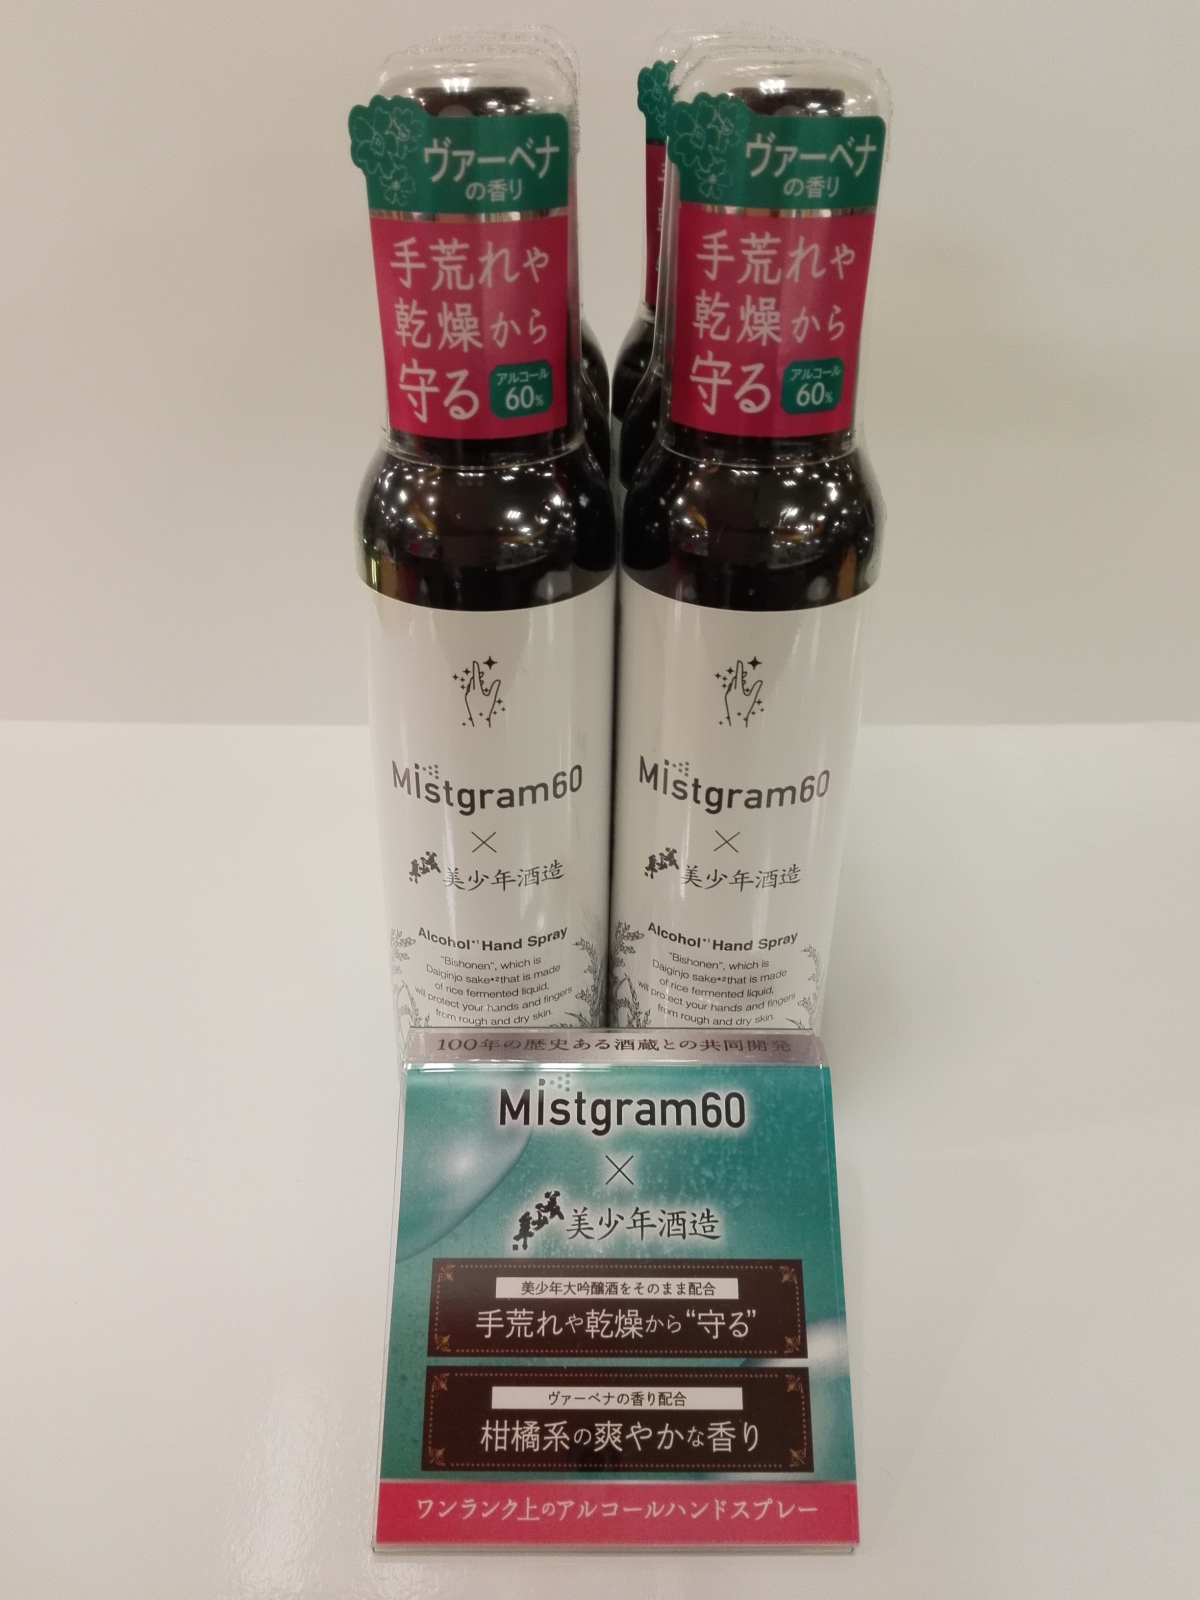 ヴァーベナ
の香り
手荒れや
乾燥から
守る
アルコール
60%
ヴァーベナ
の香り
手荒れや
乾燥から
守る
アルコール
60%
Mistgram60
×
美少年酒造
Alcohol*1 Hand Spray
"Bishonen", which is
Daiginjo sake*2 that is made
of rice fermented liquid,
will protect your hands and fingers
from rough and dry skin.
Mistgram60
×
美少年酒造
Alcohol*1 Hand Spray
"Bishonen", which is
Daiginjo sake*2 that is made
of rice fermented liquid,
will protect your hands and fingers
from rough and dry skin.
100年の歴史ある酒蔵との共同開発
Mistgram60
×
美少年 美少年酒造
美少年大吟醸酒をそのまま配合
手荒れや乾燥から“守る”
ヴァーベナの香り配合
柑橘系の爽やかな香り
ワンランク上のアルコールハンドスプレー